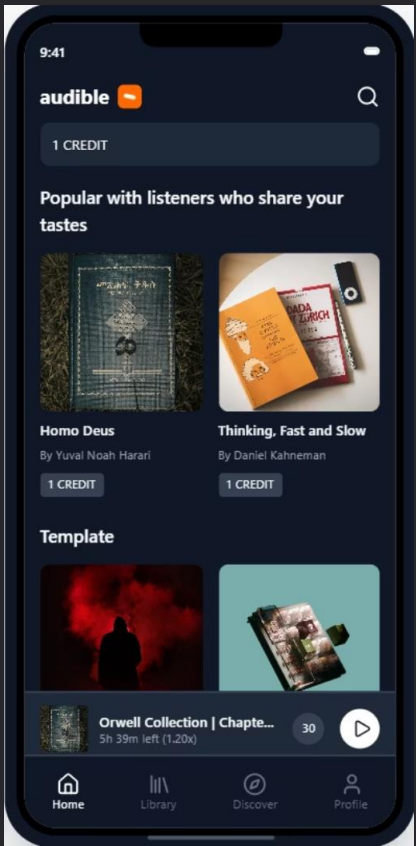 9:41
audible
1 CREDIT
Popular with listeners who share your
tastes
DADA
ZÜRICH
Homo Deus
Thinking, Fast and Slow
By Yuval Noah Harari
By Daniel Kahneman
1 CREDIT
1 CREDIT
Template
Orwell Collection | Chapte...
5h 39m left (1.20x)
30
Home
Library
Discover
Profile